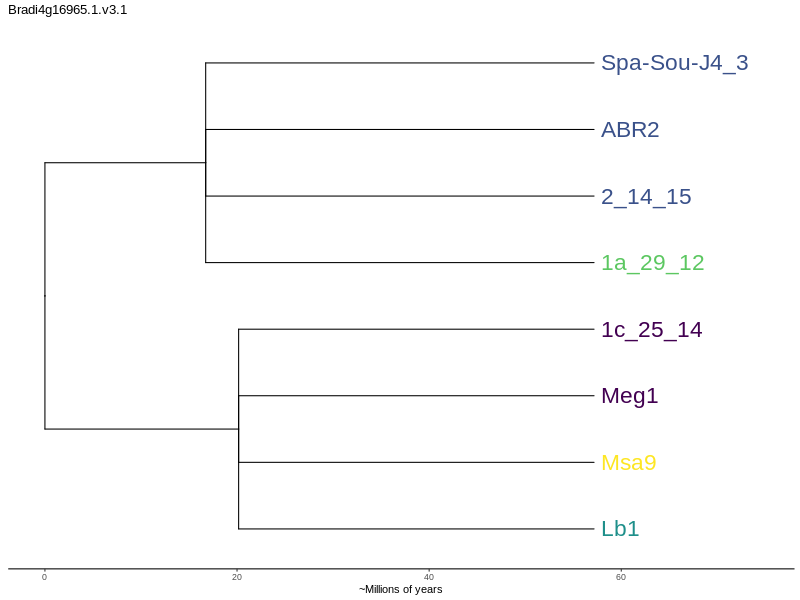 Bradi4g16965.1.v3.1
Spa-Sou-J4_3
ABR2
2_14_15
1a_29_12
1c_25_14
Meg1
Msa9
Lb1
0 20 40 60
~Millions of years